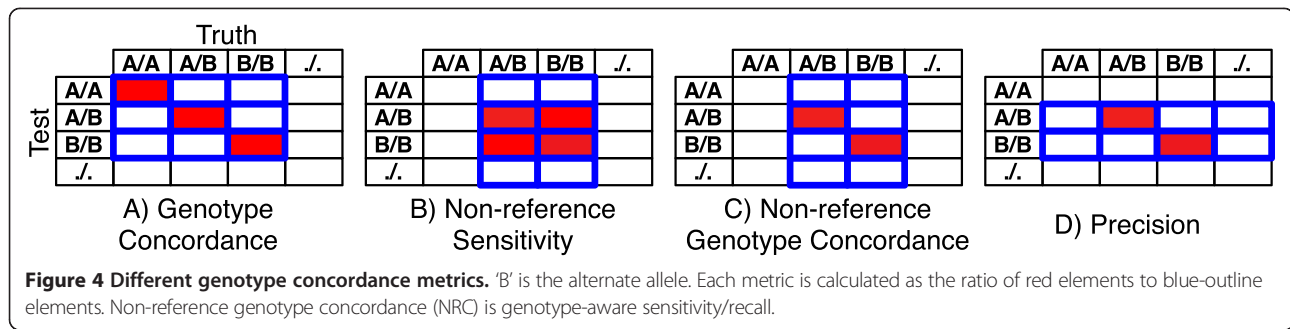 Truth
A/A A/B B/B ./.
A/A A/B B/B ./.
A/A A/B B/B ./.
A/A A/B B/B ./.
Test
A/A
A/B
B/B
./.
A/A
A/B
B/B
./.
A/A
A/B
B/B
./.
A/A
A/B
B/B
./.
A) Genotype
Concordance
B) Non-reference
Sensitivity
C) Non-reference
Genotype Concordance
D) Precision
Figure 4 Different genotype concordance metrics. 'B' is the alternate allele. Each metric is calculated as the ratio of red elements to blue-outline
elements. Non-reference genotype concordance (NRC) is genotype-aware sensitivity/recall.